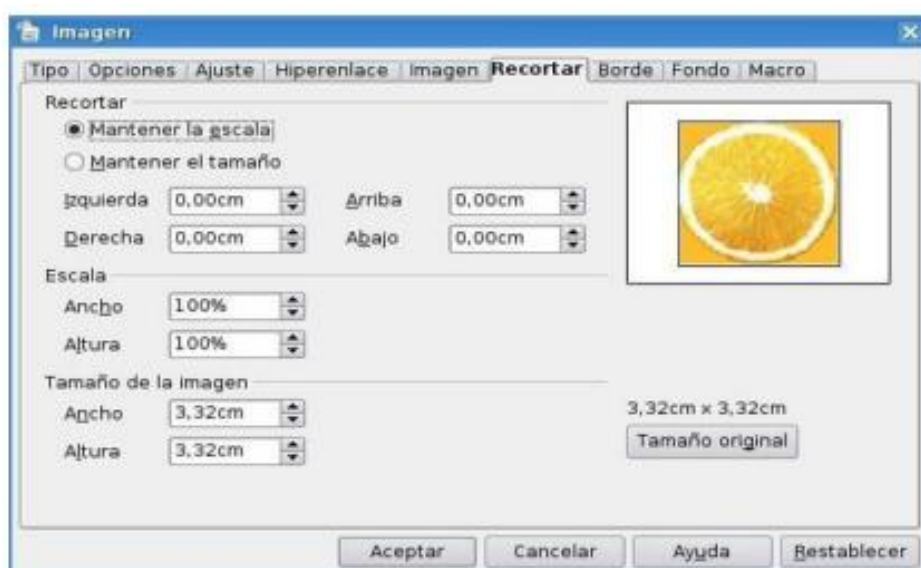 Imagen
Tipo Opciones Ajuste Hiperenlace Imagen Recortar Borde Fondo Macro
Recortar
Mantener la escala
Mantener el tamaño
Izquierda 0,00cm Arriba 0,00cm
Derecha 0,00cm Abajo 0,00cm
Escala
Ancho 100%
Altura 100%
Tamaño de la imagen
Ancho 3,32cm
3,32cm x 3,32cm
Altura 3,32cm
Tamaño original
Aceptar Cancelar Ayuda Restablecer